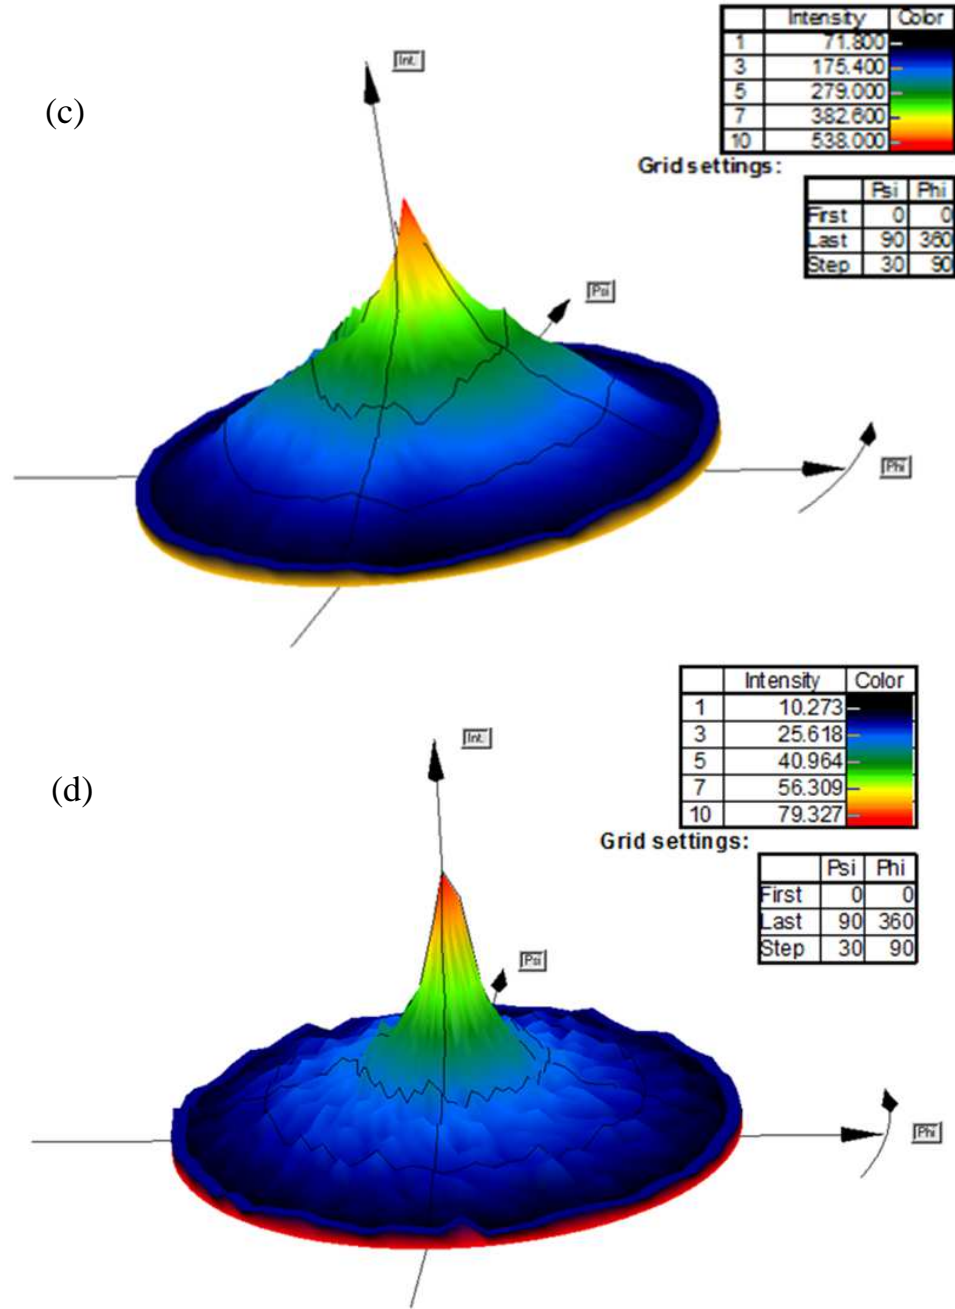 Intensity Color
1 71.800
3 175.400
5 279.000
7 382.600
10 538.000
Int.
(c)
Grid settings:
Psi Phi
First 0 0
Last 90 360
Step 30 90
Psi
Phi
Intensity Color
1 10.273
3 25.618
5 40.964
7 56.309
10 79.327
Int.
(d)
Grid settings:
Psi Phi
First 0 0
Last 90 360
Step 30 90
Psi
Phi